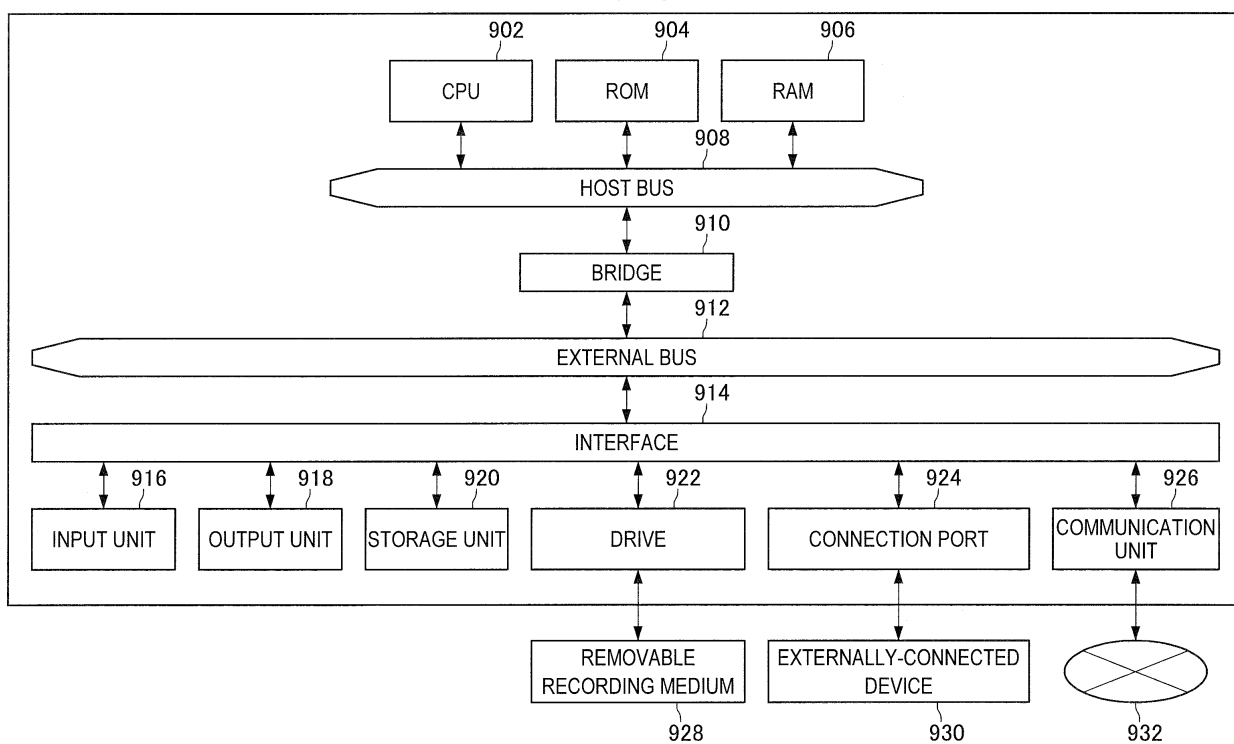 902
904
906
CPU
ROM
RAM
908
HOST BUS
910
BRIDGE
912
EXTERNAL BUS
914
INTERFACE
916
918
920
922
924
926
INPUT UNIT
OUTPUT UNIT
STORAGE UNIT
DRIVE
CONNECTION PORT
COMMUNICATION
UNIT
REMOVABLE
RECORDING MEDIUM
EXTERNALLY-CONNECTED
DEVICE
928
930
932